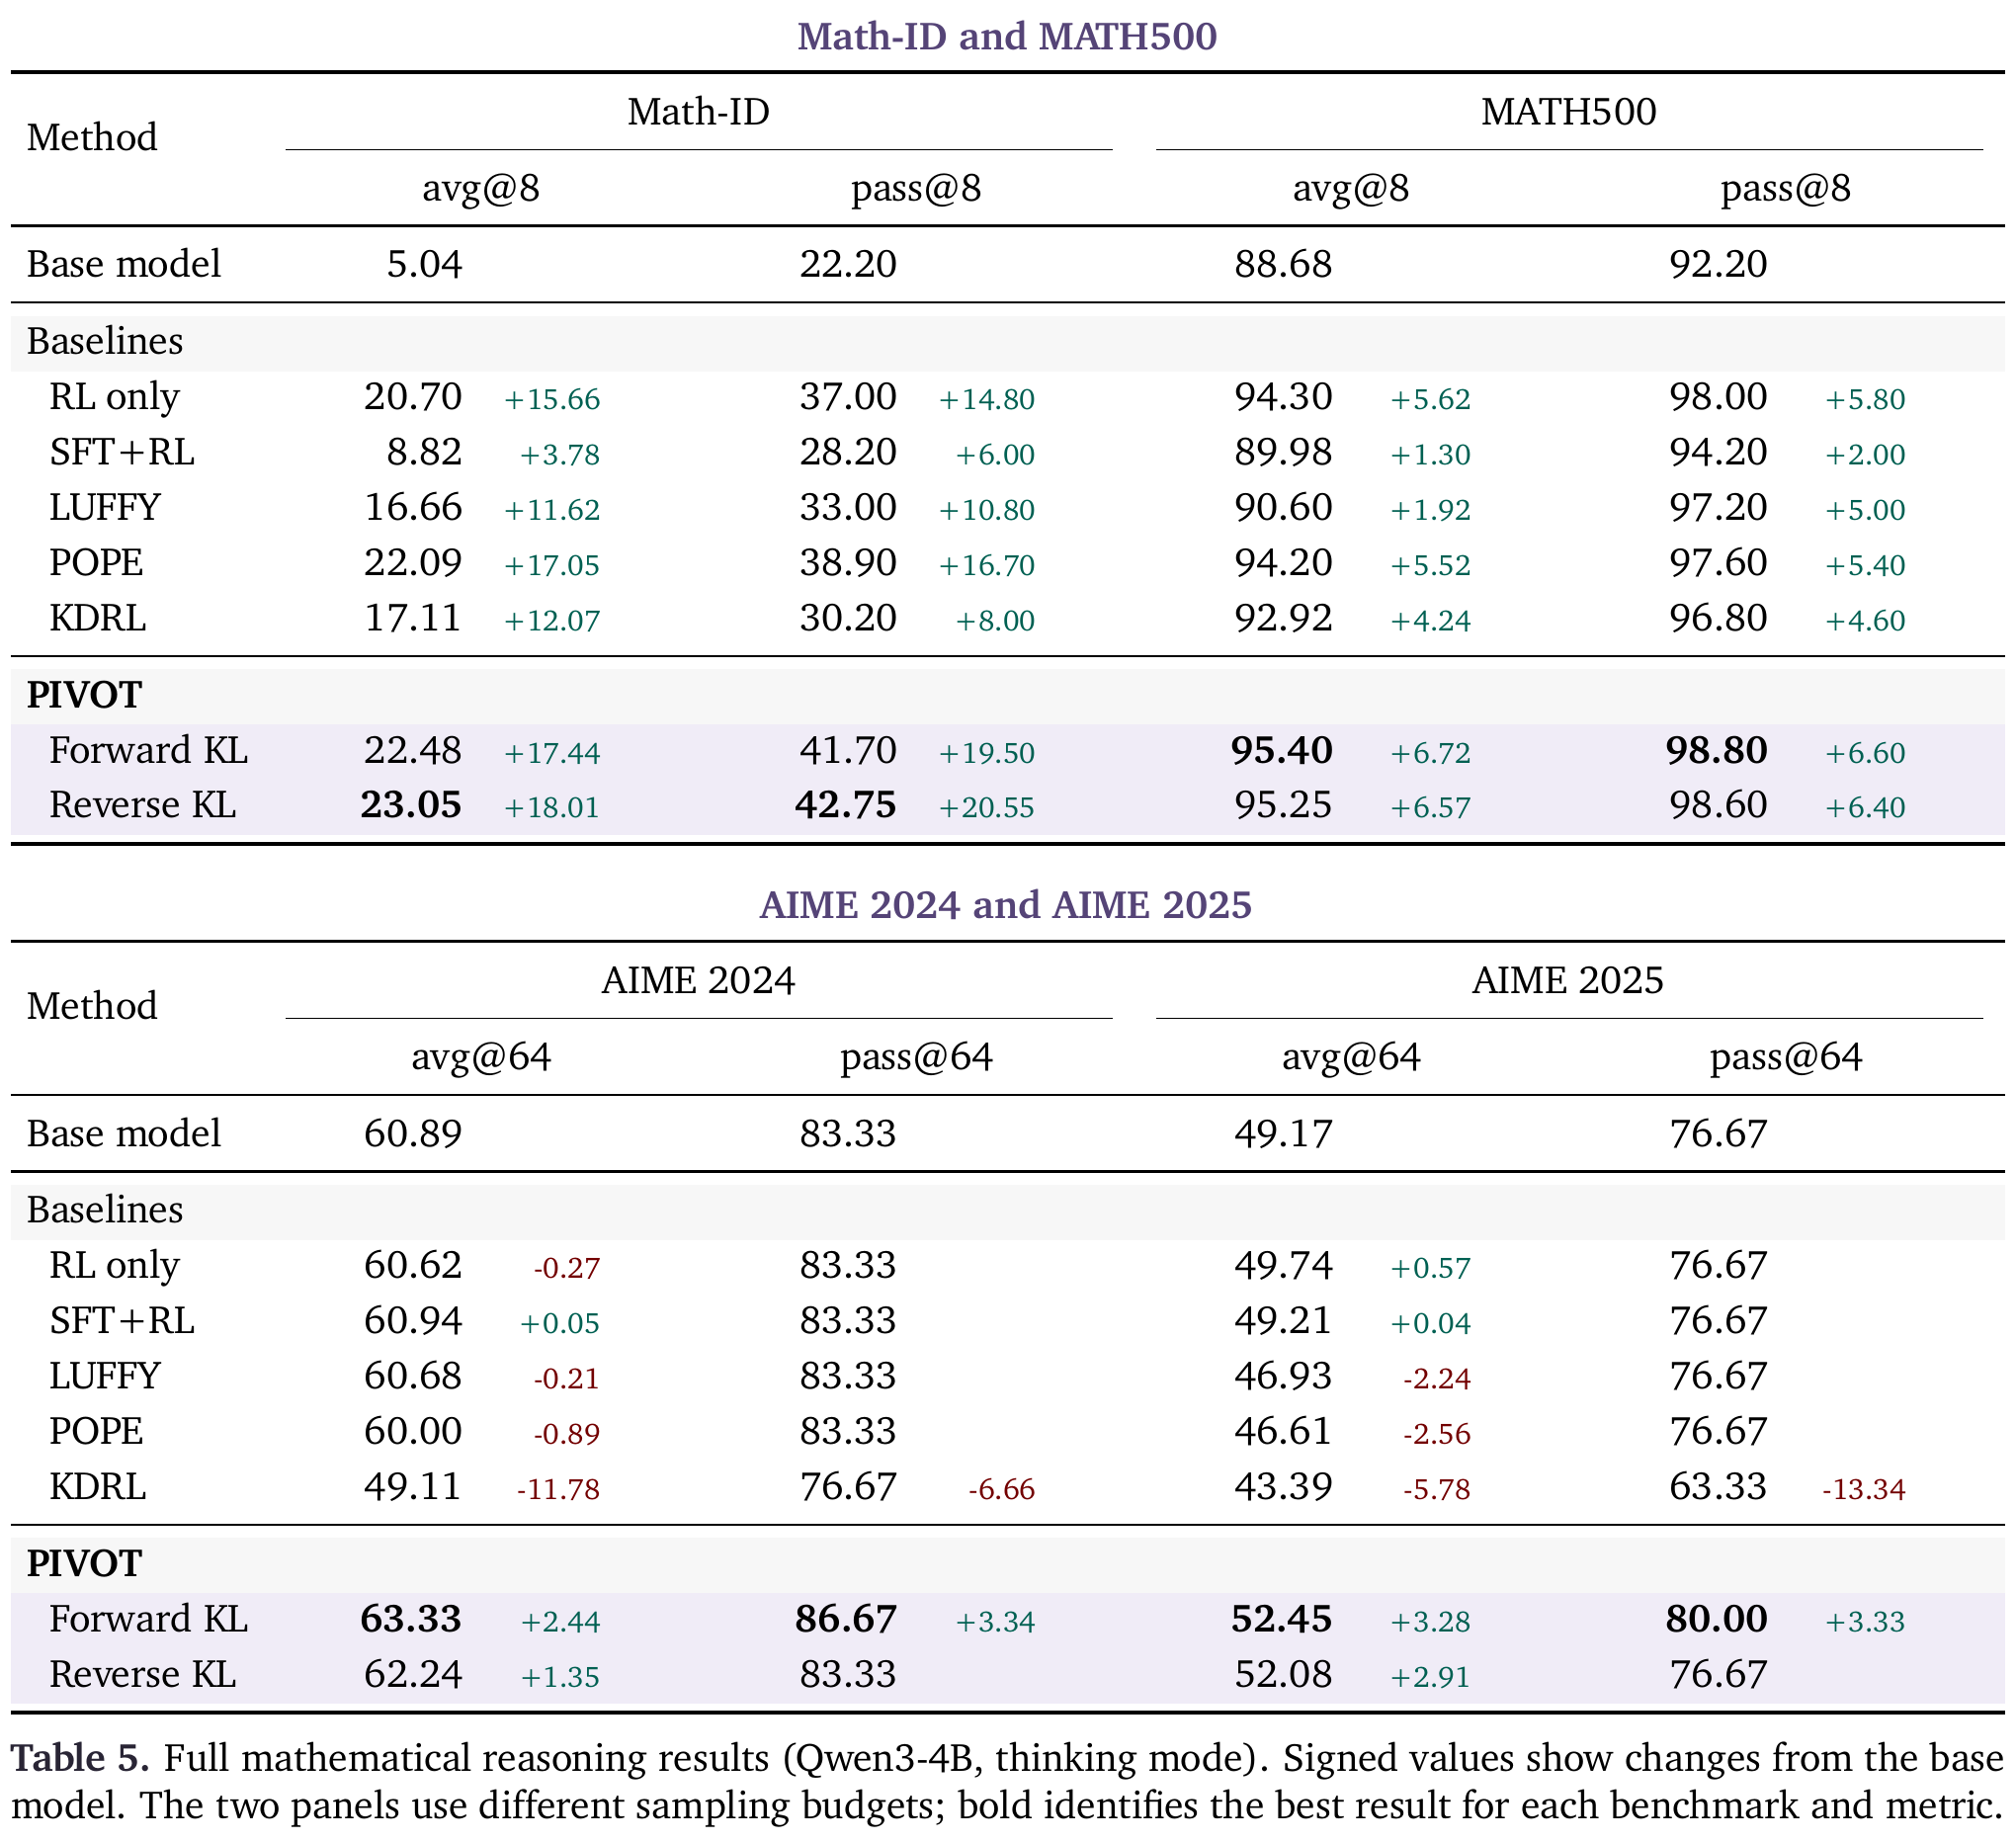 Math-ID and MATH500
Method Math-ID MATH500
avg@8 pass@8 avg@8 pass@8
Base model 5.04 22.20 88.68 92.20
Baselines
RL only 20.70 +15.66 37.00 +14.80 94.30 +5.62 98.00 +5.80
SFT+RL 8.82 +3.78 28.20 +6.00 89.98 +1.30 94.20 +2.00
LUFFY 16.66 +11.62 33.00 +10.80 90.60 +1.92 97.20 +5.00
POPE 22.09 +17.05 38.90 +16.70 94.20 +5.52 97.60 +5.40
KDRL 17.11 +12.07 30.20 +8.00 92.92 +4.24 96.80 +4.60
PIVOT
Forward KL 22.48 +17.44 41.70 +19.50 95.40 +6.72 98.80 +6.60
Reverse KL 23.05 +18.01 42.75 +20.55 95.25 +6.57 98.60 +6.40
AIME 2024 and AIME 2025
Method AIME 2024 AIME 2025
avg@64 pass@64 avg@64 pass@64
Base model 60.89 83.33 49.17 76.67
Baselines
RL only 60.62 -0.27 83.33 49.74 +0.57 76.67
SFT+RL 60.94 +0.05 83.33 49.21 +0.04 76.67
LUFFY 60.68 -0.21 83.33 46.93 -2.24 76.67
POPE 60.00 -0.89 83.33 46.61 -2.56 76.67
KDRL 49.11 -11.78 76.67 -6.66 43.39 -5.78 63.33 -13.34
PIVOT
Forward KL 63.33 +2.44 86.67 +3.34 52.45 +3.28 80.00 +3.33
Reverse KL 62.24 +1.35 83.33 52.08 +2.91 76.67
Table 5. Full mathematical reasoning results (Qwen3-4B, thinking mode). Signed values show changes from the base
model. The two panels use different sampling budgets; bold identifies the best result for each benchmark and metric.